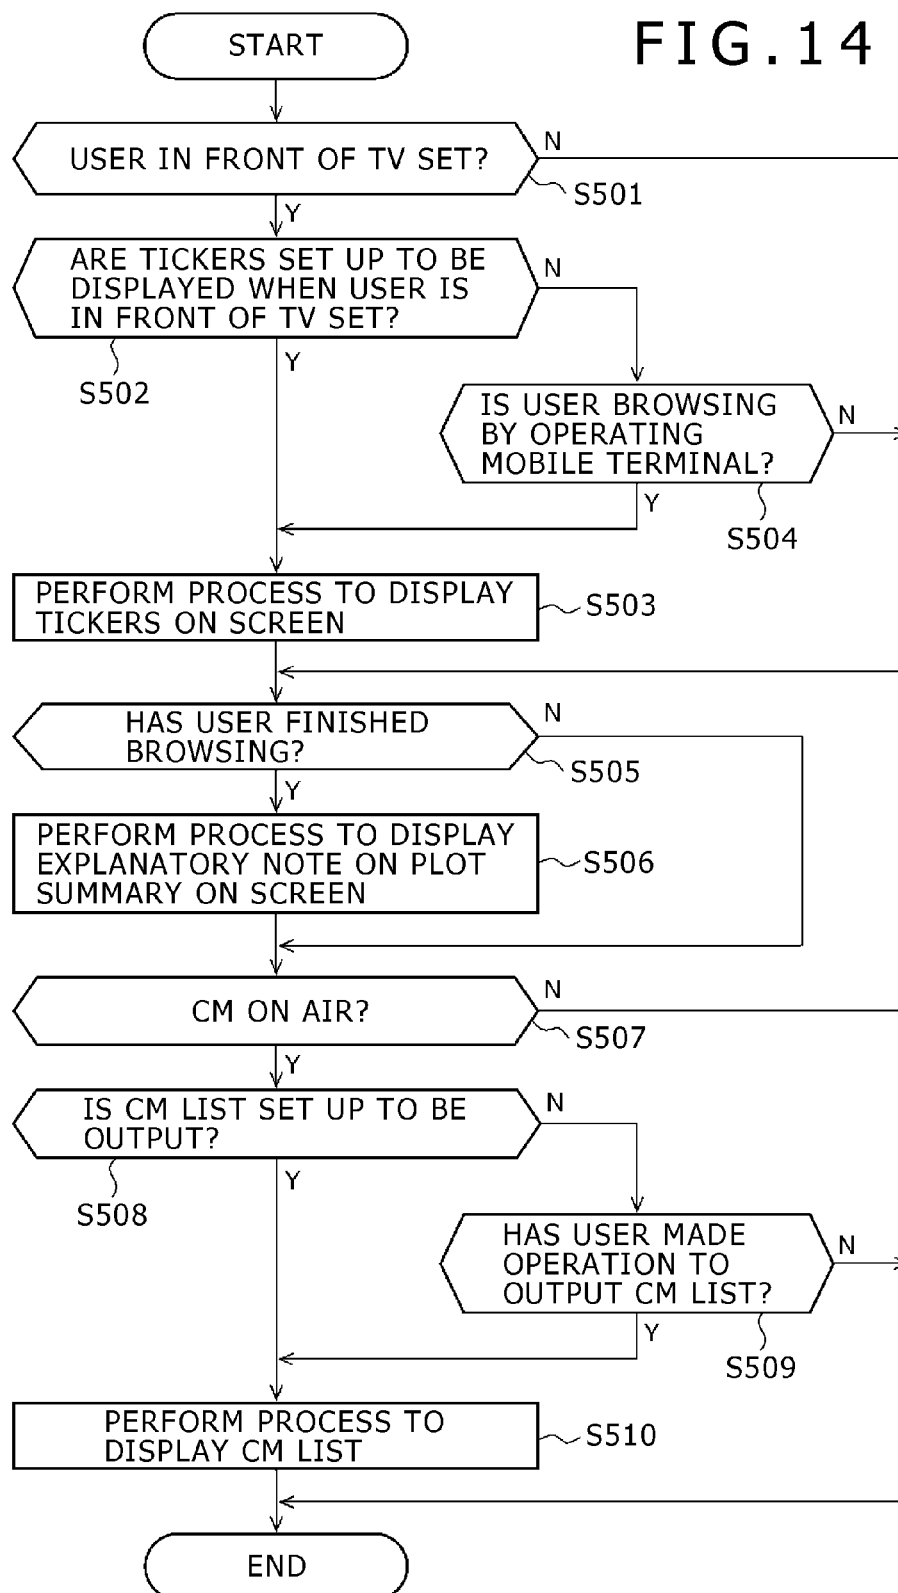 FIG.14
START
USER IN FRONT OF TV SET?
N
S501
Y
ARE TICKERS SET UP TO BE
DISPLAYED WHEN USER IS
IN FRONT OF TV SET?
N
S502
Y
IS USER BROWSING
BY OPERATING
MOBILE TERMINAL?
N
Y
S504
PERFORM PROCESS TO DISPLAY
TICKERS ON SCREEN
S503
HAS USER FINISHED
BROWSING?
N
S505
Y
PERFORM PROCESS TO DISPLAY
EXPLANATORY NOTE ON PLOT
SUMMARY ON SCREEN
S506
CM ON AIR?
N
S507
Y
IS CM LIST SET UP TO BE
OUTPUT?
N
S508
Y
HAS USER MADE
OPERATION TO
OUTPUT CM LIST?
N
Y
S509
PERFORM PROCESS TO
DISPLAY CM LIST
S510
END